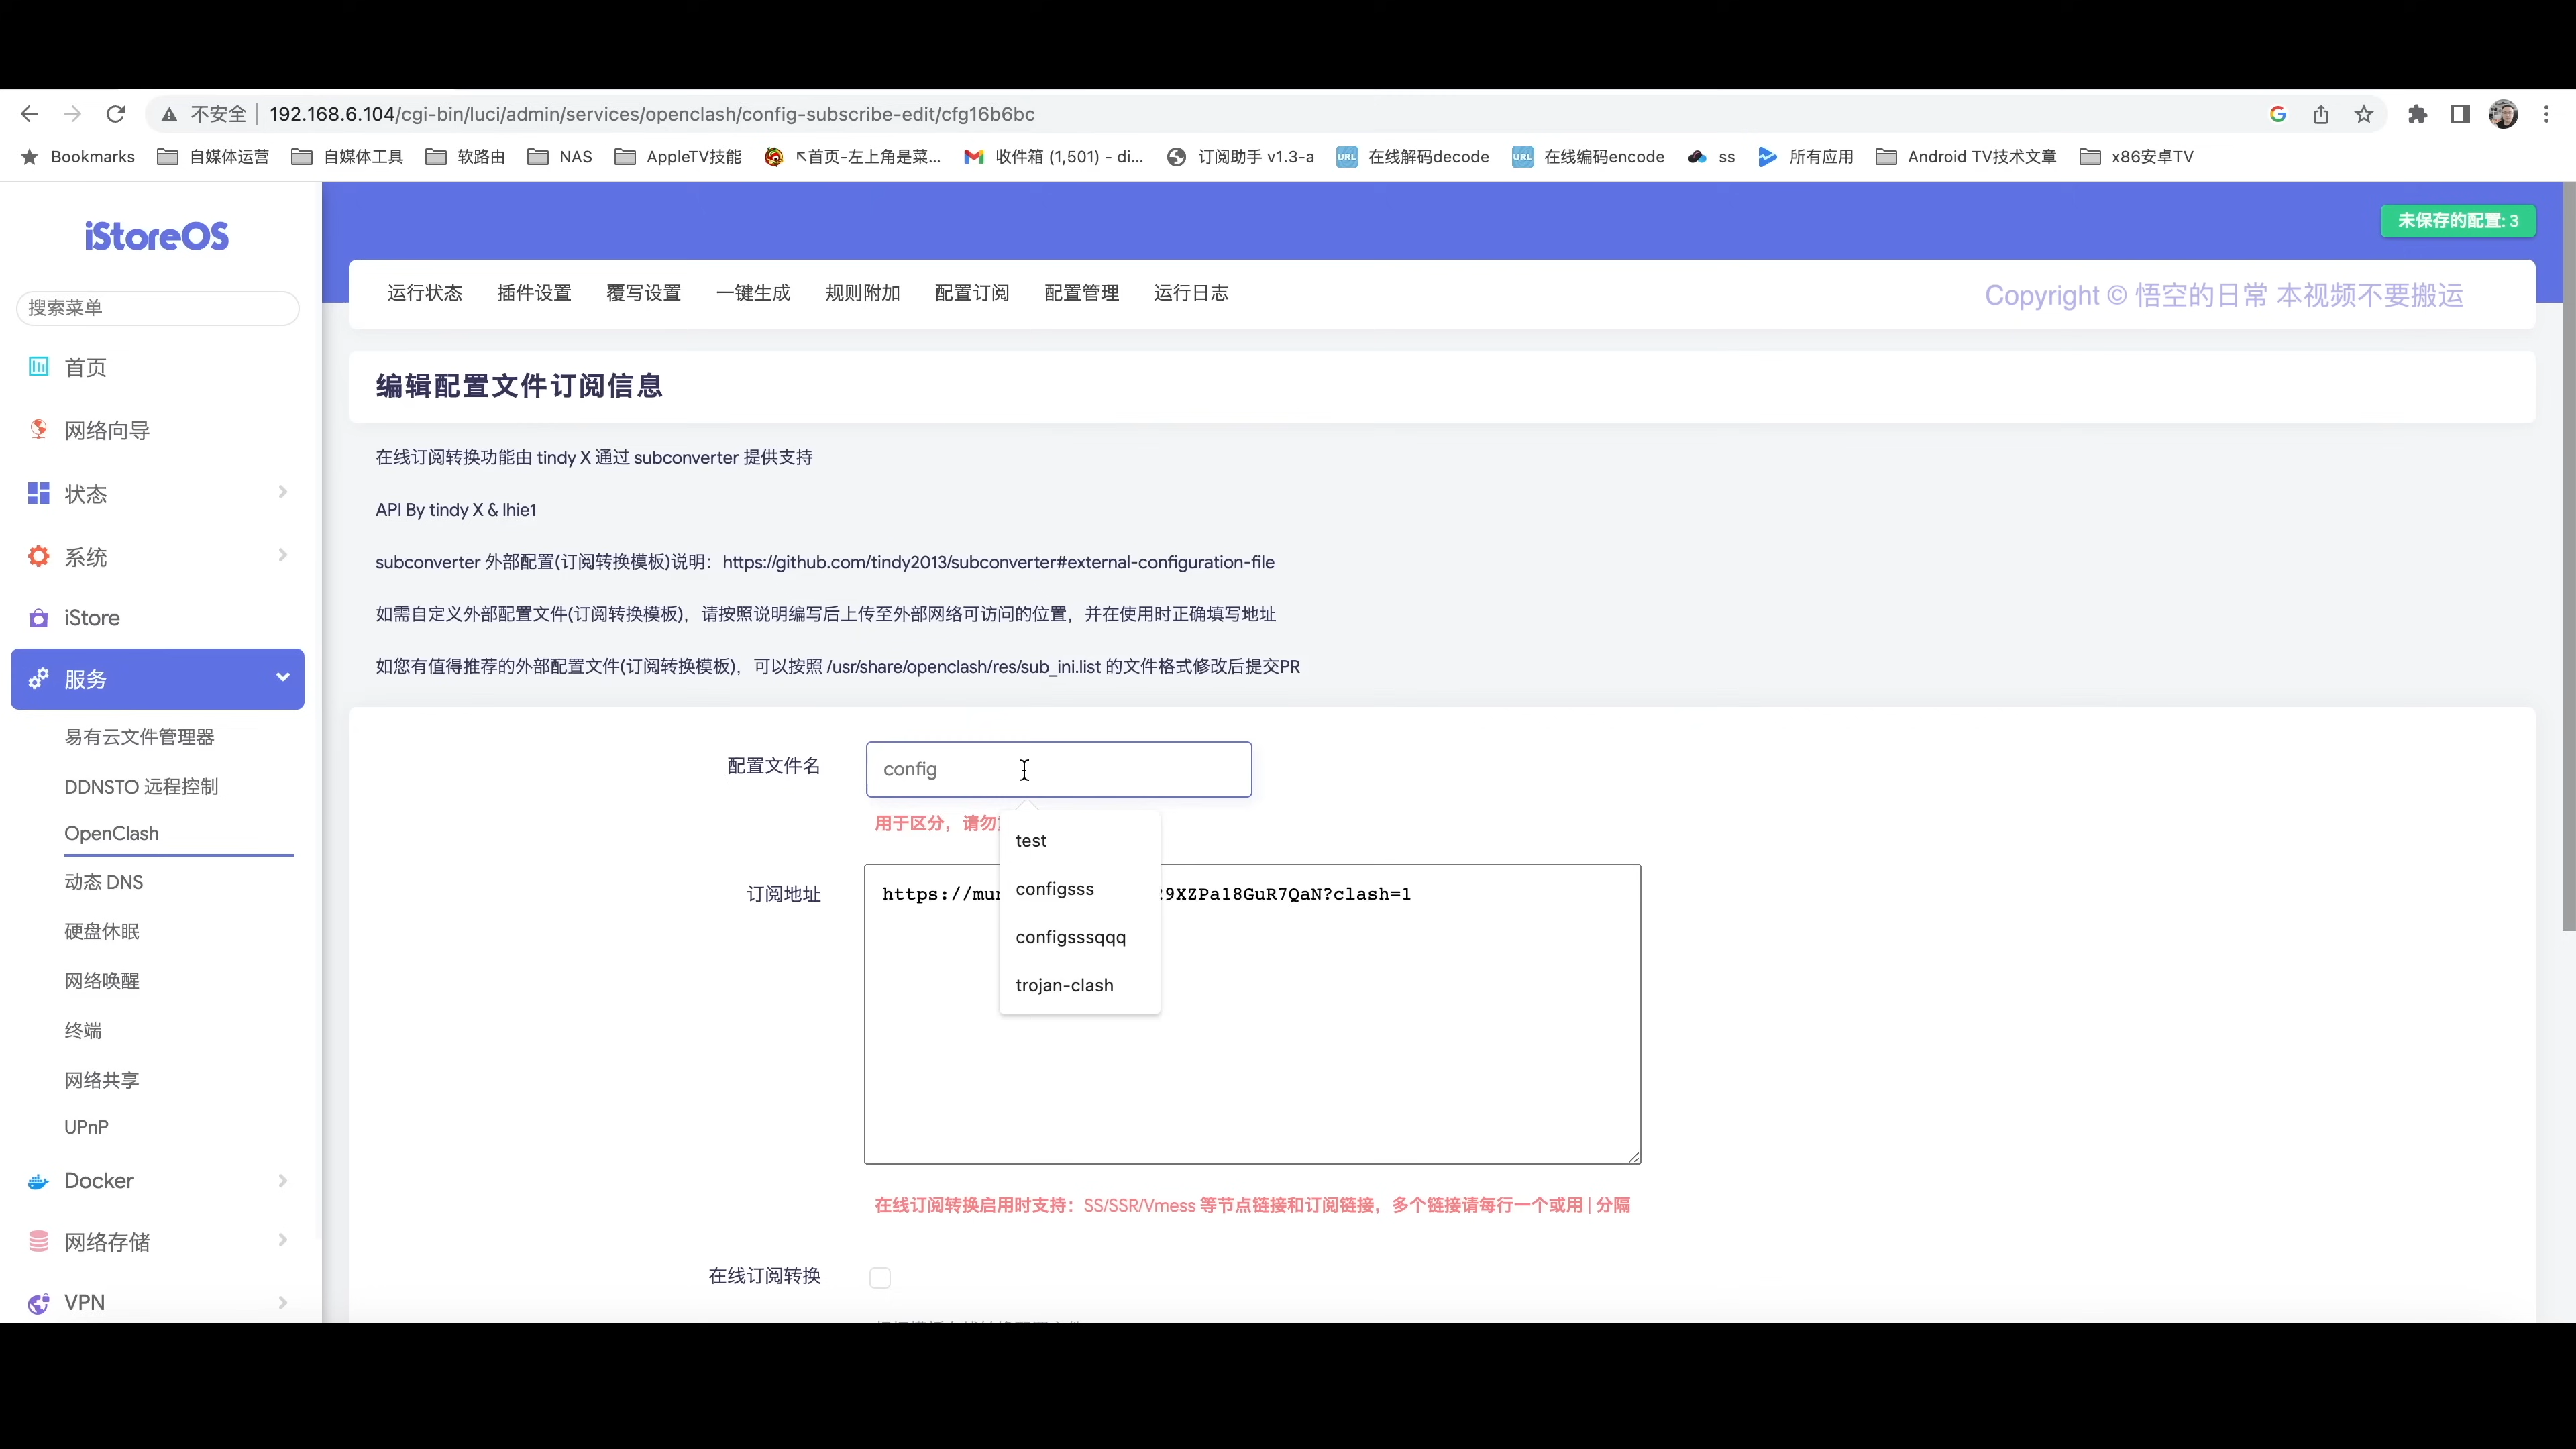 不安全
192.168.6.104/cgi-bin/luci/admin/services/openclash/config-subscribe-edit/cfg16b6bc
Bookmarks 自媒体运营 自媒体工具 软路由 NAS AppleTV技能 ↖首页-左上角是菜... 收件箱 (1,501) - di... 订阅助手 v1.3-a 在线解码decode 在线编码encode ss 所有应用 Android TV技术文章 x86安卓TV
iStoreOS
未保存的配置: 3
搜索菜单
首页
网络向导
状态
系统
iStore
服务
易有云文件管理器
DDNSTO 远程控制
OpenClash
动态 DNS
硬盘休眠
网络唤醒
终端
网络共享
UPnP
Docker
网络存储
VPN
运行状态 插件设置 覆写设置 一键生成 规则附加 配置订阅 配置管理 运行日志
Copyright © 悟空的日常 本视频不要搬运
编辑配置文件订阅信息
在线订阅转换功能由 tindy X 通过 subconverter 提供支持
API By tindy X & lhie1
subconverter 外部配置(订阅转换模板)说明：https://github.com/tindy2013/subconverter#external-configuration-file
如需自定义外部配置文件(订阅转换模板)，请按照说明编写后上传至外部网络可访问的位置，并在使用时正确填写地址
如您有值得推荐的外部配置文件(订阅转换模板)，可以按照 /usr/share/openclash/res/sub_ini.list 的文件格式修改后提交PR
配置文件名
config
用于区分，请勿
test
configsss
configsssqqq
trojan-clash
订阅地址
https://mu 9XZPa18GuR7QaN?clash=1
在线订阅转换启用时支持：SS/SSR/Vmess 等节点链接和订阅链接，多个链接请每行一个或用 | 分隔
在线订阅转换